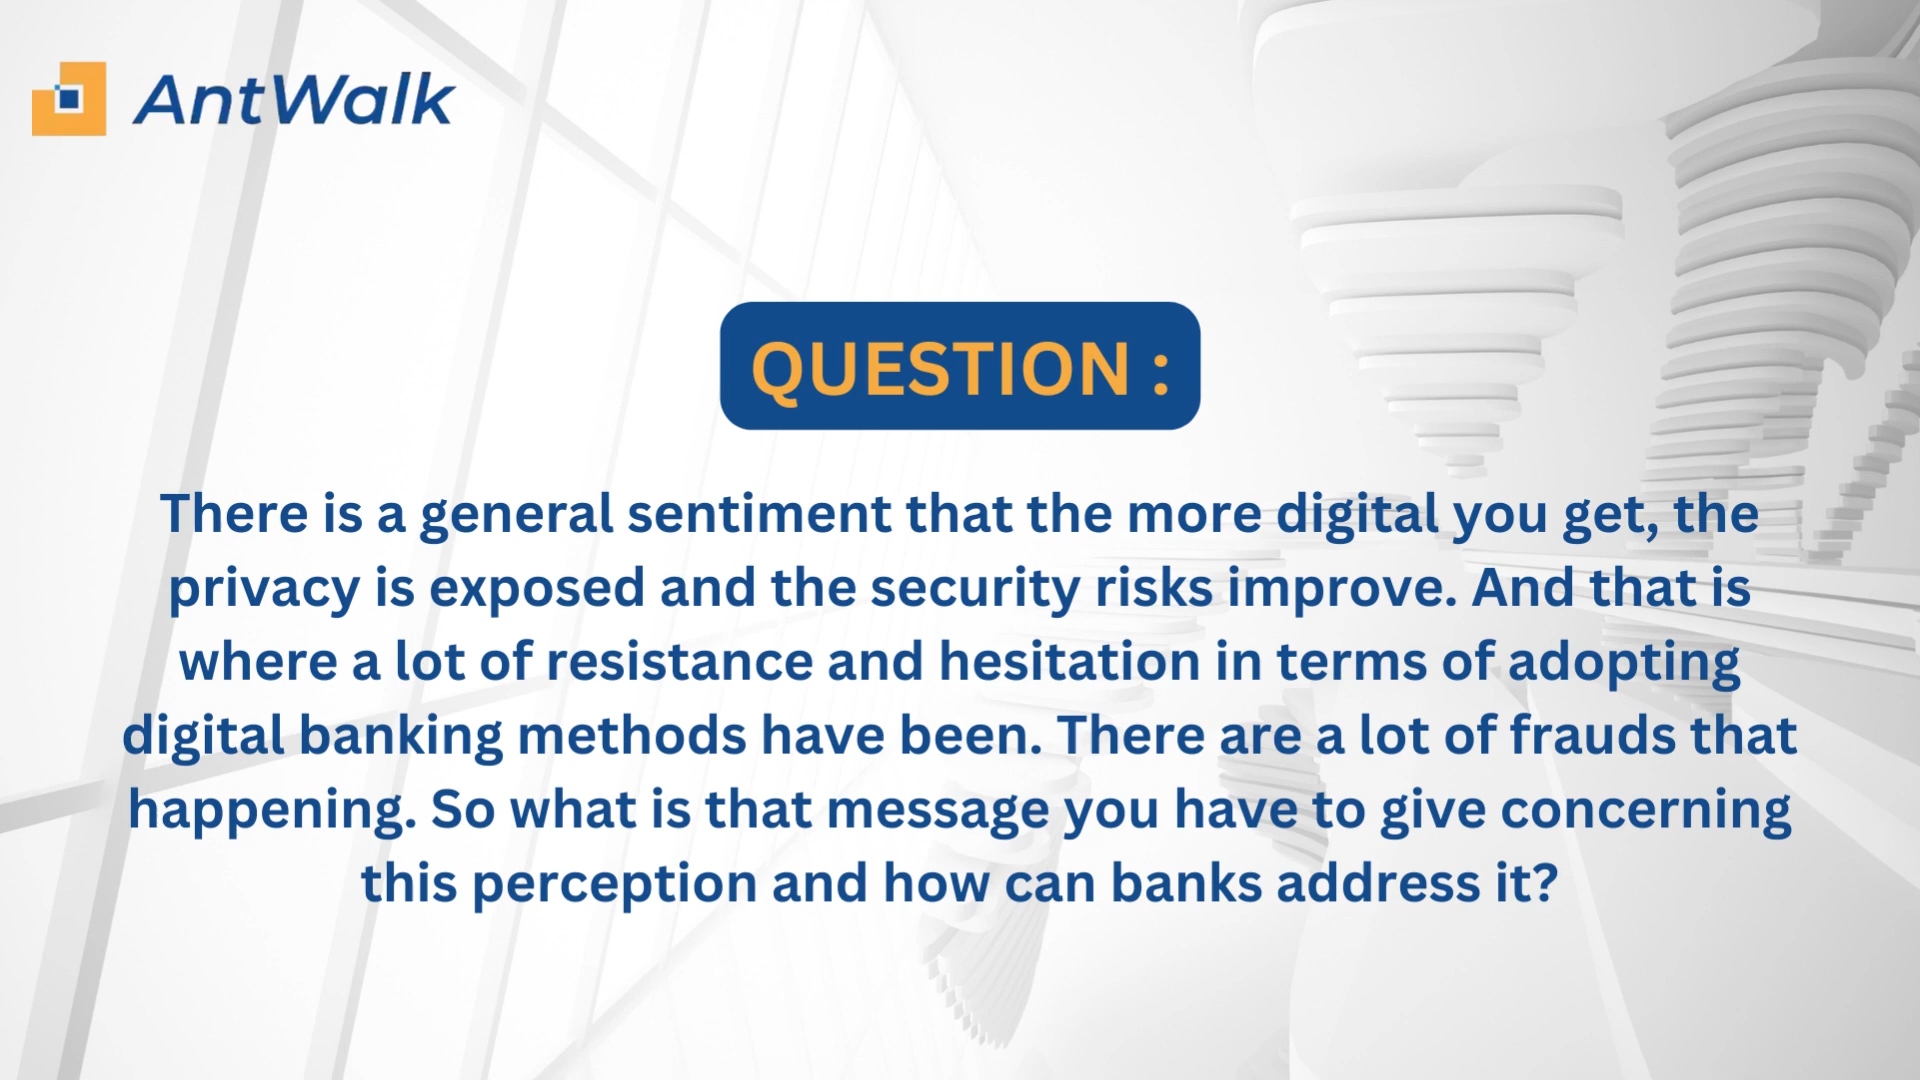 AntWalk
QUESTION :
There is a general sentiment that the more digital you get, the
privacy is exposed and the security risks improve. And that is
where a lot of resistance and hesitation in terms of adopting
digital banking methods have been. There are a lot of frauds that
happening. So what is that message you have to give concerning
this perception and how can banks address it?